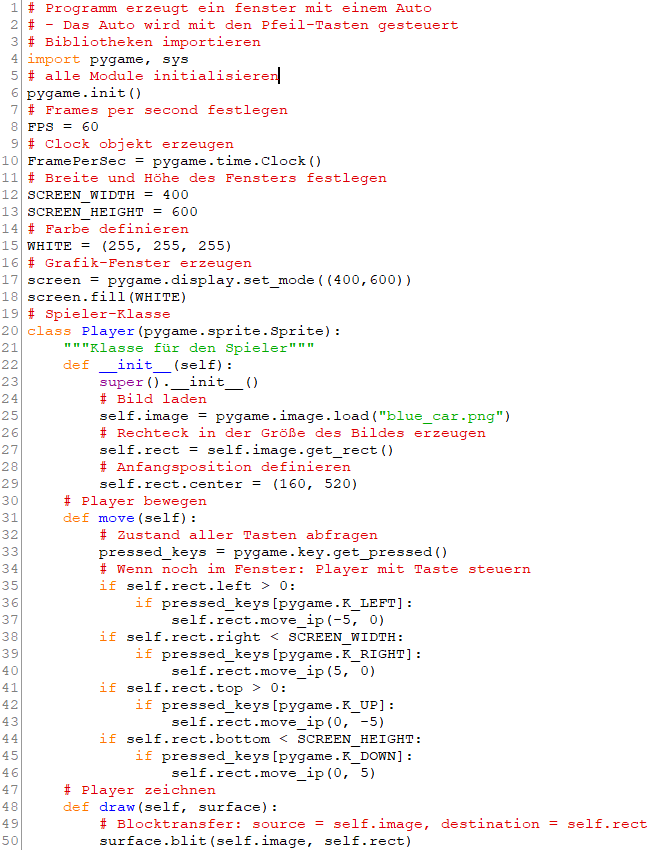 1 # Programm erzeugt ein fenster mit einem Auto
2 # - Das Auto wird mit den Pfeil-Tasten gesteuert
3 # Bibliotheken importieren
4 import pygame, sys
5 # alle Module initialisieren
6 pygame.init()
7 # Frames per second festlegen
8 FPS = 60
9 # Clock objekt erzeugen
10 FramePerSec = pygame.time.Clock()
11 # Breite und Höhe des Fensters festlegen
12 SCREEN_WIDTH = 400
13 SCREEN_HEIGHT = 600
14 # Farbe definieren
15 WHITE = (255, 255, 255)
16 # Grafik-Fenster erzeugen
17 screen = pygame.display.set_mode((400,600))
18 screen.fill(WHITE)
19 # Spieler-Klasse
20 class Player(pygame.sprite.Sprite):
21     """Klasse für den Spieler"""
22     def __init__(self):
23         super().__init__()
24         # Bild laden
25         self.image = pygame.image.load("blue_car.png")
26         # Rechteck in der Größe des Bildes erzeugen
27         self.rect = self.image.get_rect()
28         # Anfangsposition definieren
29         self.rect.center = (160, 520)
30     # Player bewegen
31     def move(self):
32         # Zustand aller Tasten abfragen
33         pressed_keys = pygame.key.get_pressed()
34         # Wenn noch im Fenster: Player mit Taste steuern
35         if self.rect.left > 0:
36             if pressed_keys[pygame.K_LEFT]:
37                 self.rect.move_ip(-5, 0)
38         if self.rect.right < SCREEN_WIDTH:
39             if pressed_keys[pygame.K_RIGHT]:
40                 self.rect.move_ip(5, 0)
41         if self.rect.top > 0:
42             if pressed_keys[pygame.K_UP]:
43                 self.rect.move_ip(0, -5)
44         if self.rect.bottom < SCREEN_HEIGHT:
45             if pressed_keys[pygame.K_DOWN]:
46                 self.rect.move_ip(0, 5)
47     # Player zeichnen
48     def draw(self, surface):
49         # Blocktransfer: source = self.image, destination = self.rect
50         surface.blit(self.image, self.rect)